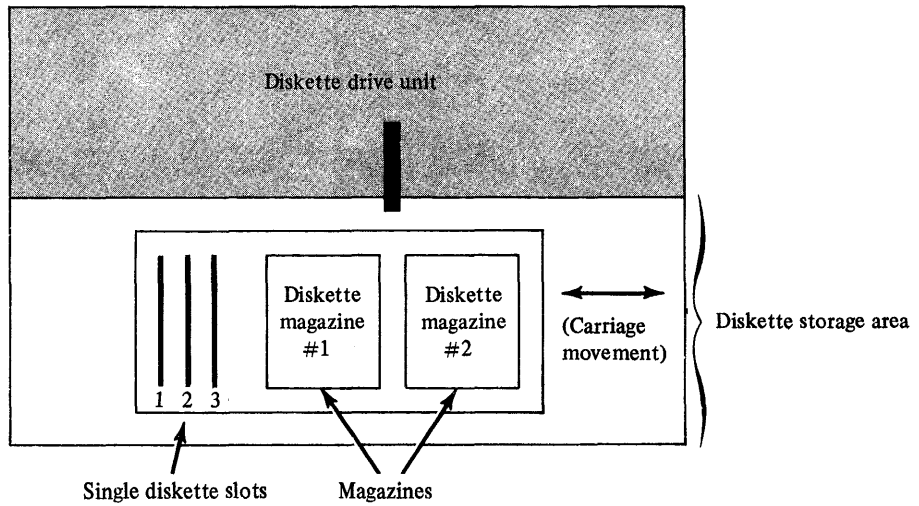 Diskette drive unit
Diskette
magazine
#1
Diskette
magazine
#2
(Carriage
movement)
Diskette storage area
1 2 3
Single diskette slots
Magazines